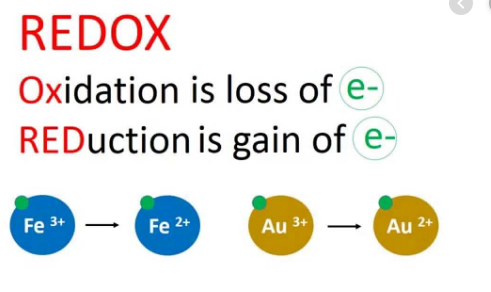 REDOX
Oxidation is loss of e-
REDuction is gain of e-
Fe 3+ → Fe 2+ Au 3+ → Au 2+